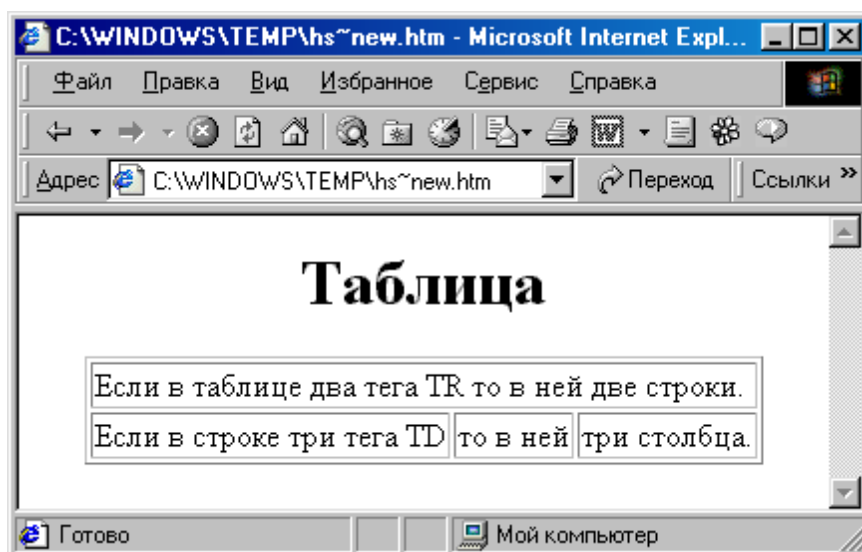 C:\WINDOWS\TEMP\hs~new.htm - Microsoft Internet Expl...
Файл Правка Вид Избранное Сервис Справка
Адрес C:\WINDOWS\TEMP\hs~new.htm Переход Ссылки »
Таблица
Если в таблице два тега TR то в ней две строки.
Если в строке три тега TD то в ней три столбца.
Готово Мой компьютер